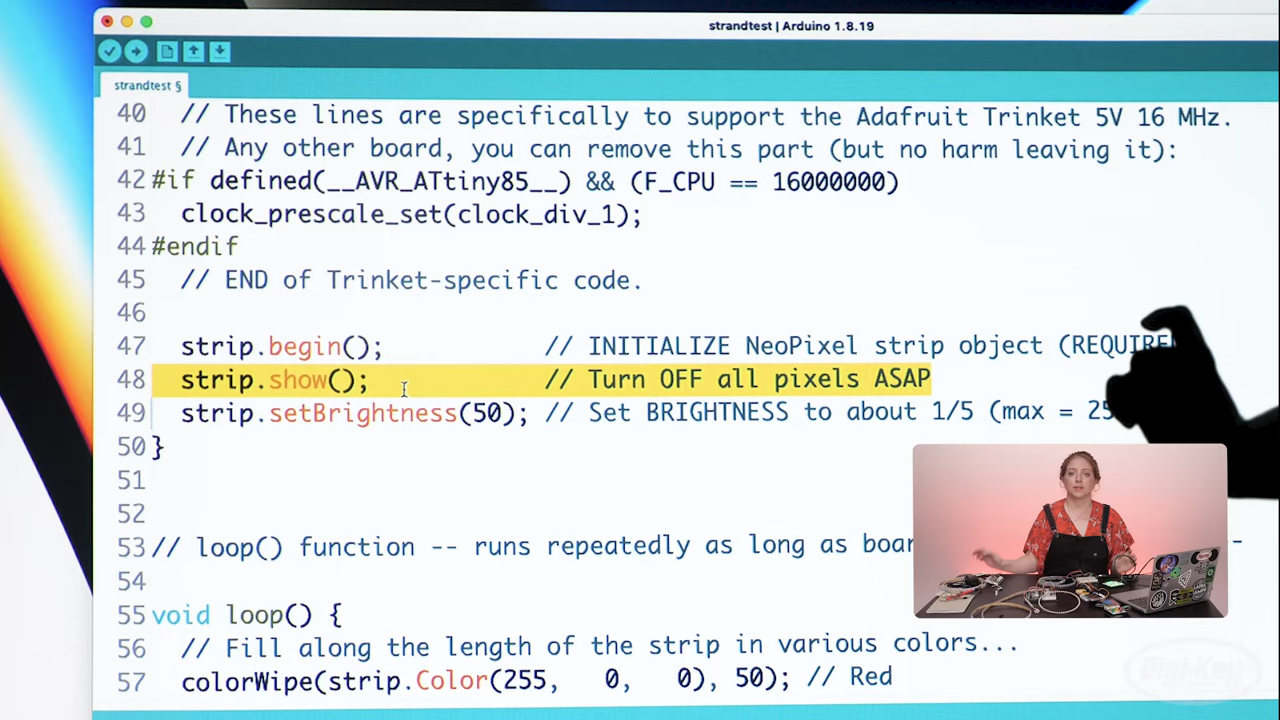 strandtest | Arduino 1.8.19
strandtest §
40 // These lines are specifically to support the Adafruit Trinket 5V 16 MHz.
41 // Any other board, you can remove this part (but no harm leaving it):
42 #if defined(__AVR_ATtiny85__) && (F_CPU == 16000000)
43 clock_prescale_set(clock_div_1);
44 #endif
45 // END of Trinket-specific code.
46
47 strip.begin(); // INITIALIZE NeoPixel strip object (REQUIRE
48 strip.show(); // Turn OFF all pixels ASAP
49 strip.setBrightness(50); // Set BRIGHTNESS to about 1/5 (max = 25
50 }
51
52
53 // loop() function -- runs repeatedly as long as boar
54
55 void loop() {
56 // Fill along the length of the strip in various colors...
57 colorWipe(strip.Color(255, 0, 0), 50); // Red
Digi-Key